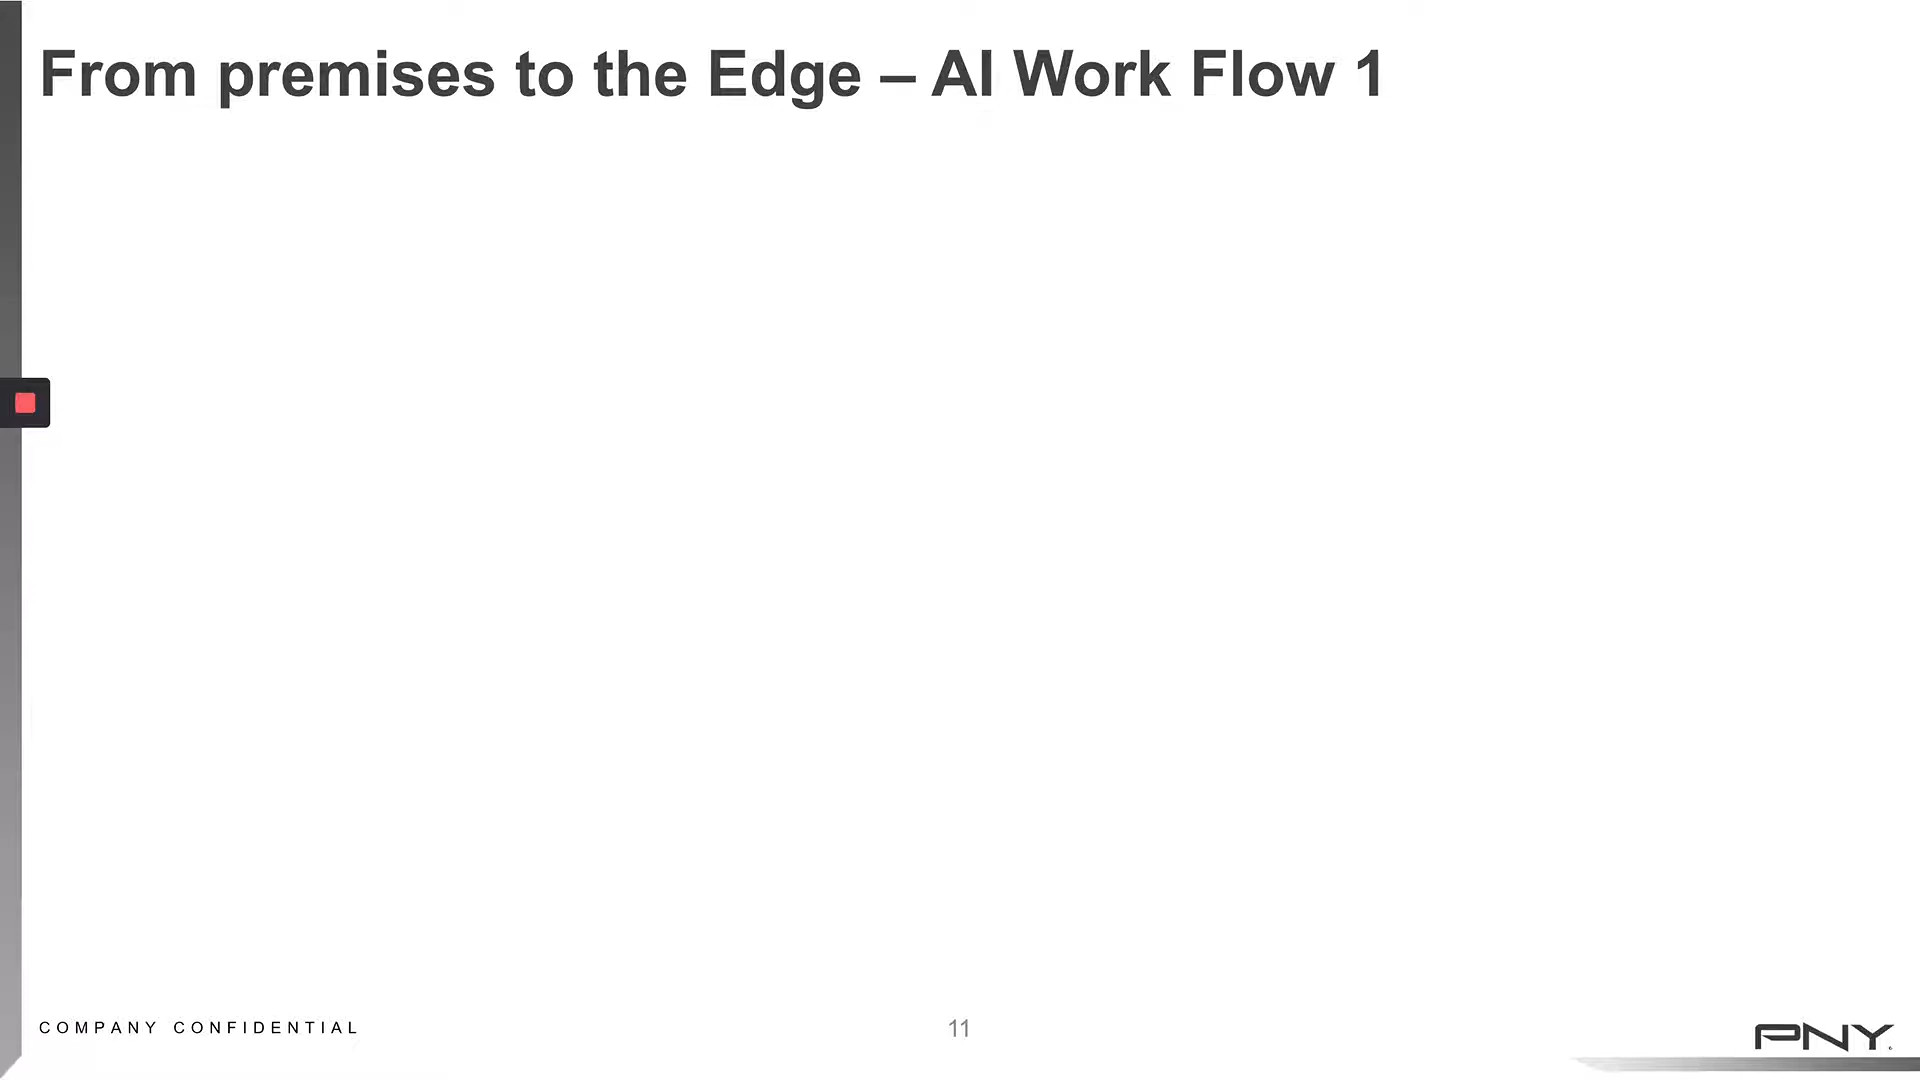 From premises to the Edge – AI Work Flow 1
COMPANY CONFIDENTIAL
11
PNY